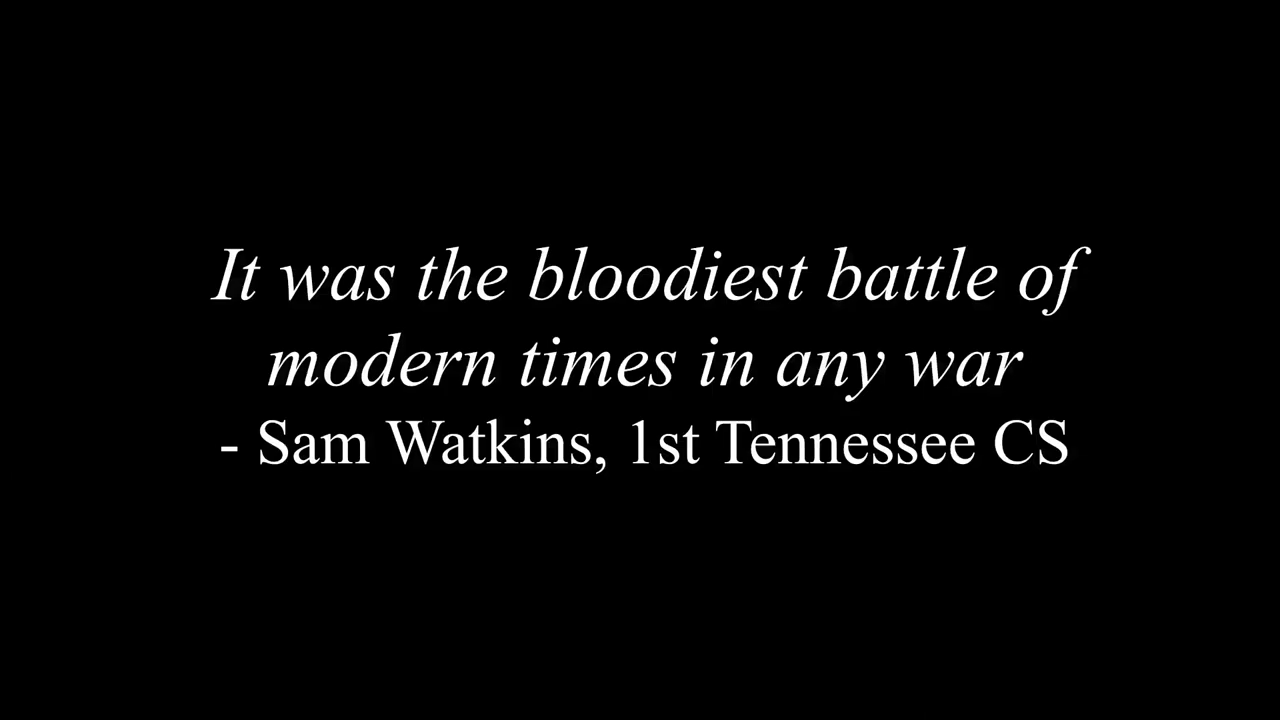 It was the bloodiest battle of
modern times in any war
- Sam Watkins, 1st Tennessee CS